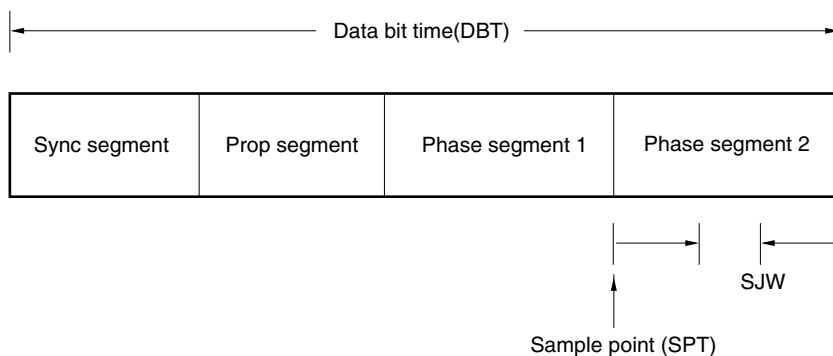 Data bit time(DBT)
Sync segment
Prop segment
Phase segment 1
Phase segment 2
SJW
Sample point (SPT)